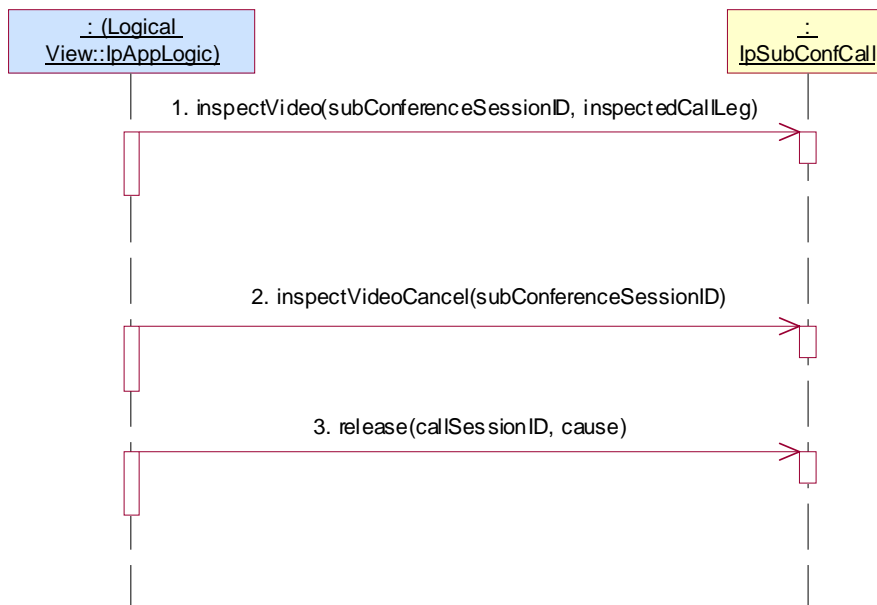 : (Logical
View::IpAppLogic)
:
IpSubConfCall
1. inspectVideo(subConferenceSessionID, inspectedCallLeg)
2. inspectVideoCancel(subConferenceSessionID)
3. release(callSessionID, cause)